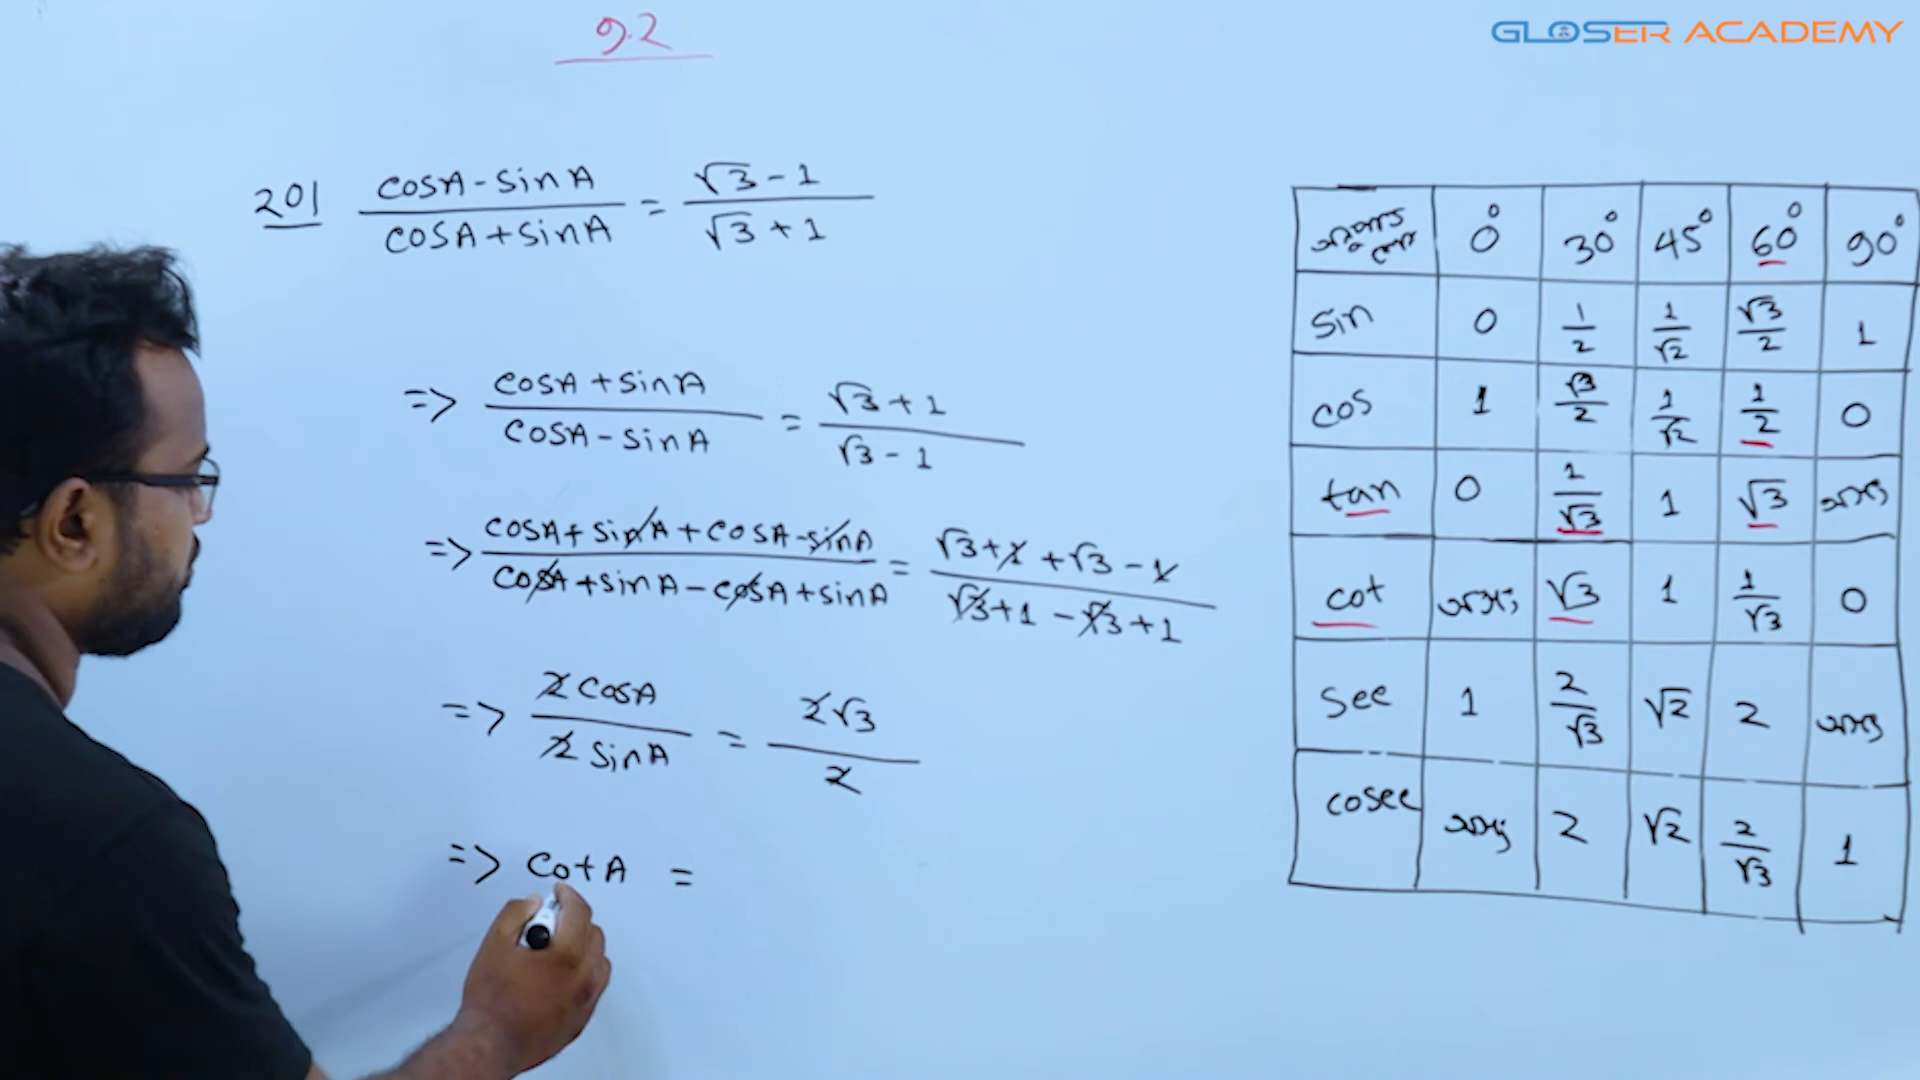 GLOSER ACADEMY
৯.২
২০। (cosA - sinA)/(cosA + sinA) = (√3 - 1)/(√3 + 1)
=> (cosA + sinA)/(cosA - sinA) = (√3 + 1)/(√3 - 1)
=> (cosA + sinA + cosA - sinA)/(cosA + sinA - cosA + sinA) = (√3 + 1 + √3 - 1)/(√3 + 1 - √3 + 1)
=> 2cosA/2sinA = 2√3/2
=> cotA =
0° 30° 45° 60° 90°
sin 0 1/2 1/√2 √3/2 1
cos 1 √3/2 1/√2 1/2 0
tan 0 1/√3 1 √3
cot √3 1 1/√3 0
sec 1 2/√3 √2 2
cosec 2 √2 2/√3 1